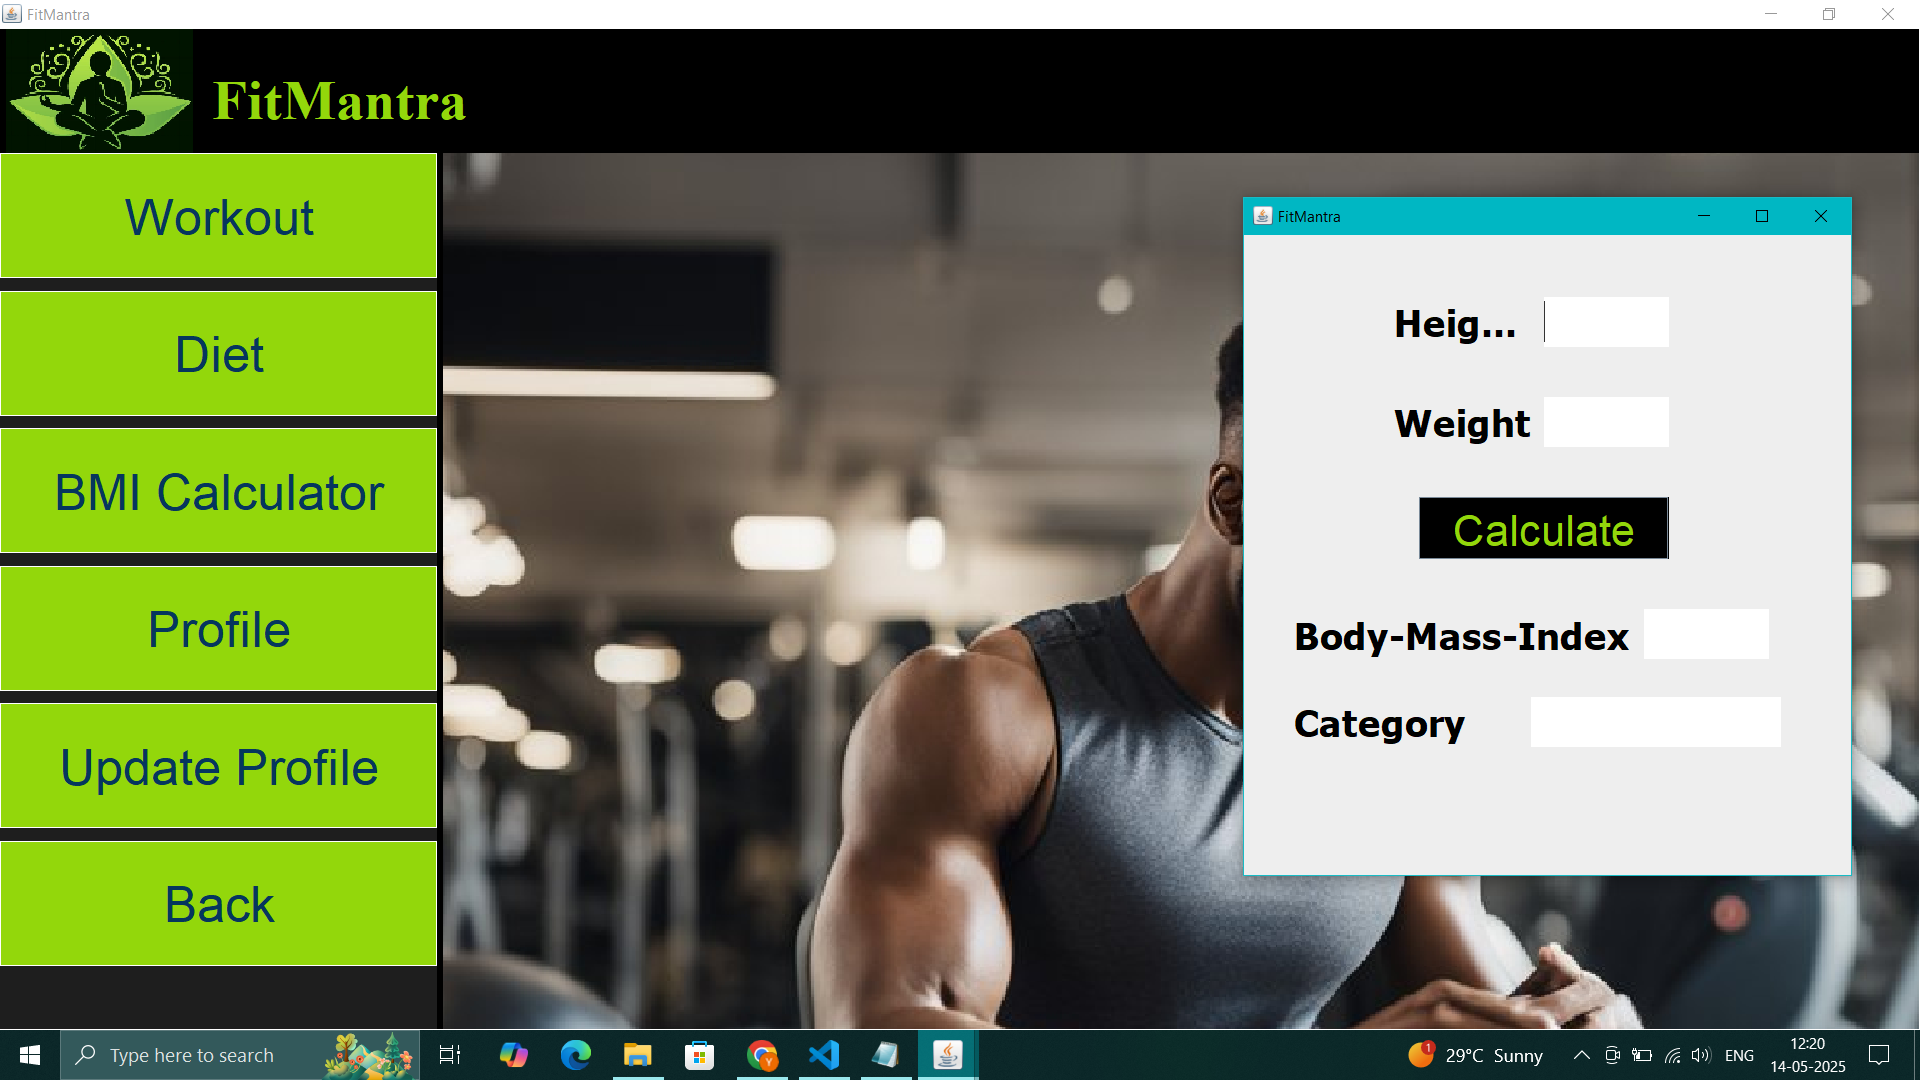 FitMantra
FitMantra
Workout
Diet
BMI Calculator
Profile
Update Profile
Back
FitMantra
Heig...
Weight
Calculate
Body-Mass-Index
Category
Type here to search
1
29°C Sunny
ENG
12:20
14-05-2025